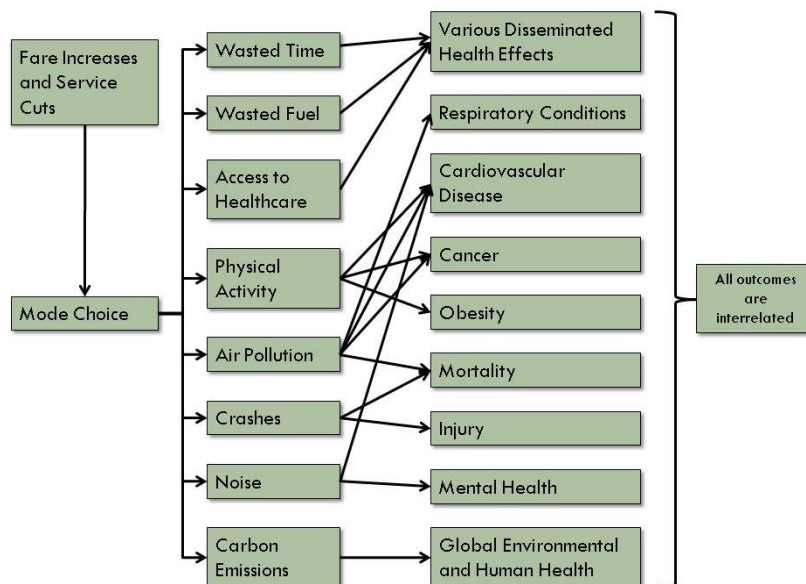 Fare Increases
and Service
Cuts
Mode Choice
Wasted Time
Wasted Fuel
Access to
Healthcare
Physical
Activity
Air Pollution
Crashes
Noise
Carbon
Emissions
Various Disseminated
Health Effects
Respiratory Conditions
Cardiovascular
Disease
Cancer
Obesity
Mortality
Injury
Mental Health
Global Environmental
and Human Health
All outcomes
are
interrelated